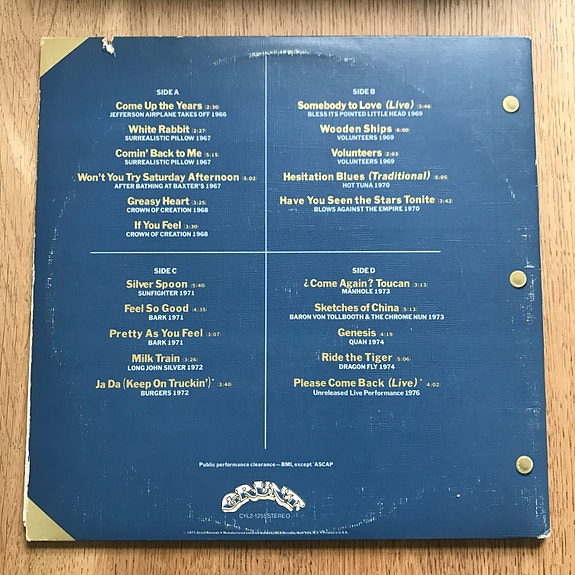 SIDE A
Come Up the Years (2:30)
JEFFERSON AIRPLANE TAKES OFF 1966
White Rabbit (2:27)
SURREALISTIC PILLOW 1967
Comin' Back to Me (5:15)
SURREALISTIC PILLOW 1967
Won't You Try Saturday Afternoon (5:02)
AFTER BATHING AT BAXTER'S 1967
Greasy Heart (3:25)
CROWN OF CREATION 1968
If You Feel (3:30)
CROWN OF CREATION 1968
SIDE B
Somebody to Love (Live) (3:46)
BLESS ITS POINTED LITTLE HEAD 1969
Wooden Ships (6:00)
VOLUNTEERS 1969
Volunteers (2:03)
VOLUNTEERS 1969
Hesitation Blues (Traditional) (5:05)
HOT TUNA 1970
Have You Seen the Stars Tonite (3:42)
BLOWS AGAINST THE EMPIRE 1970
SIDE C
Silver Spoon (5:40)
SUNFIGHTER 1971
Feel So Good (4:35)
BARK 1971
Pretty As You Feel (3:07)
BARK 1971
Milk Train (3:26)
LONG JOHN SILVER 1972
Ja Da (Keep On Truckin')* (3:40)
BURGERS 1972
SIDE D
¿Come Again? Toucan (3:13)
MANHOLE 1973
Sketches of China (5:13)
BARON VON TOLLBOOTH & THE CHROME NUN 1973
Genesis (4:19)
QUAH 1974
Ride the Tiger (5:06)
DRAGON FLY 1974
Please Come Back (Live)* (4:02)
Unreleased Live Performance 1976
Public performance clearance—BMI, except *ASCAP
GRUNT
CYL2-1255 STEREO